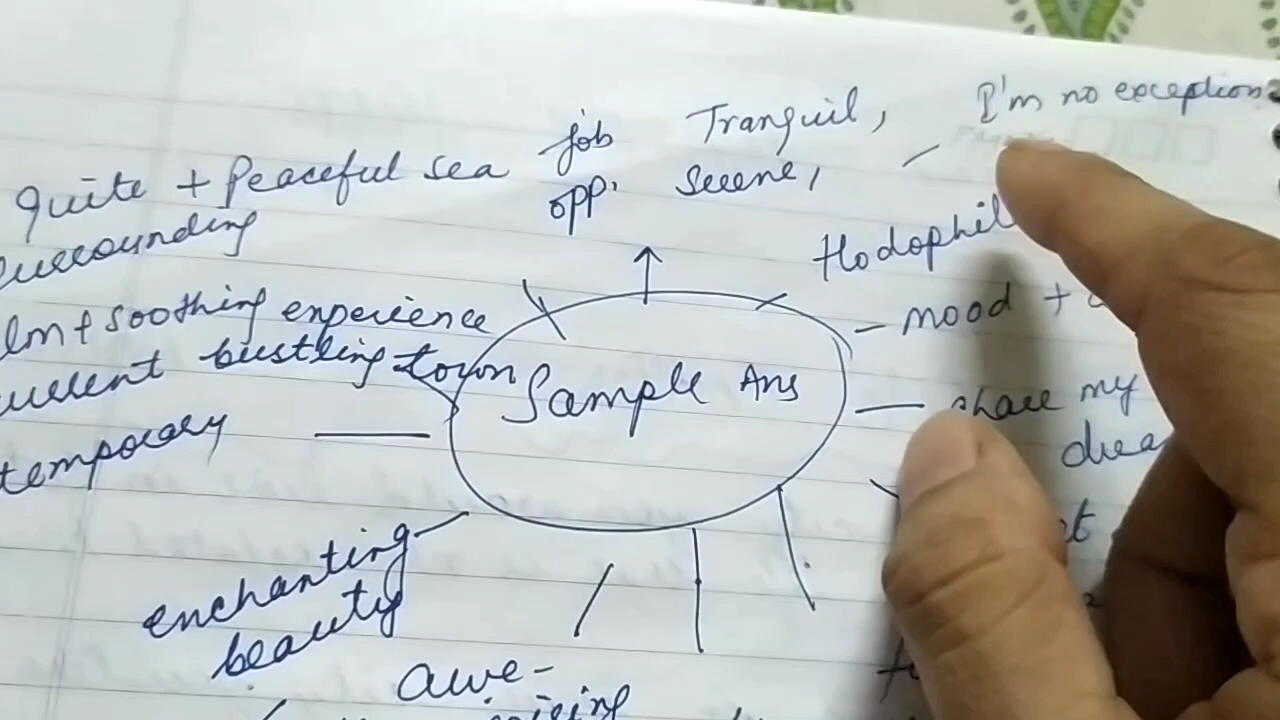 I'm no exception
Tranquil,
job
opp.
serene,
quite + Peaceful sea
surrounding
Hodophil
mood +
soothing experience
bustling town
Sample Ans
share my
temporary
enchanting
beauty
awe-